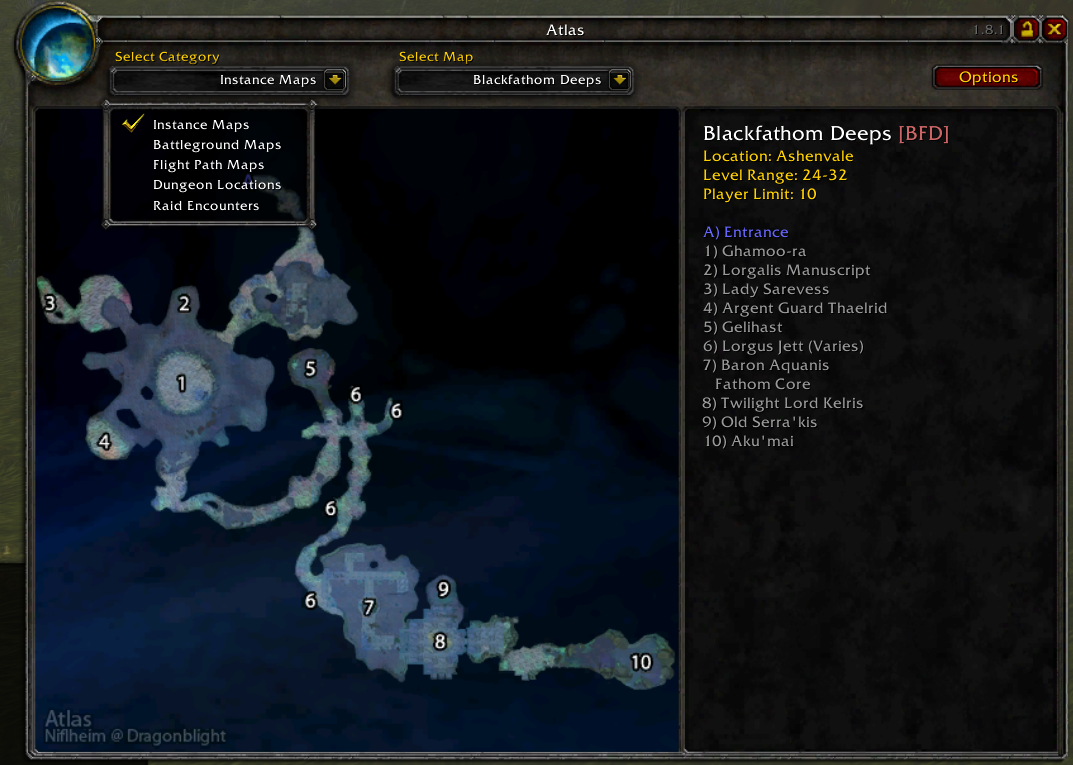 Atlas
1.8.1
Select Category
Select Map
Instance Maps
Blackfathom Deeps
Options
Instance Maps
Battleground Maps
Flight Path Maps
Dungeon Locations
Raid Encounters
Blackfathom Deeps [BFD]
Location: Ashenvale
Level Range: 24-32
Player Limit: 10
A) Entrance
1) Ghamoo-ra
2) Lorgalis Manuscript
3) Lady Sarevess
4) Argent Guard Thaelrid
5) Gelihast
6) Lorgus Jett (Varies)
7) Baron Aquanis
Fathom Core
8) Twilight Lord Kelris
9) Old Serra'kis
10) Aku'mai
3
2
1
5
6
6
4
6
6
7
9
8
10
Atlas
Niflheim @ Dragonblight